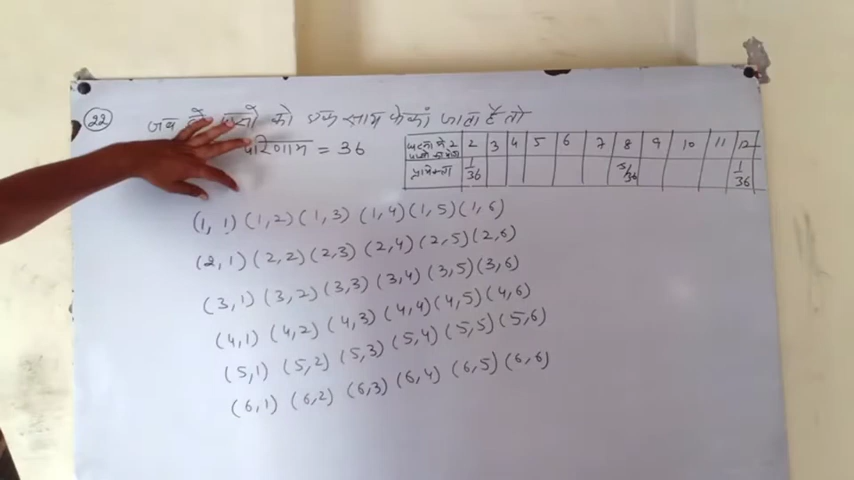 22 जब दो पासों को एक साथ फेंका जाता है तो
परिणाम = 36
2 3 4 5 6 7 8 9 10 11 12
1/36 5/36 1/36
(1, 1) (1, 2) (1, 3) (1, 4) (1, 5) (1, 6)
(2, 1) (2, 2) (2, 3) (2, 4) (2, 5) (2, 6)
(3, 1) (3, 2) (3, 3) (3, 4) (3, 5) (3, 6)
(4, 1) (4, 2) (4, 3) (4, 4) (4, 5) (4, 6)
(5, 1) (5, 2) (5, 3) (5, 4) (5, 5) (5, 6)
(6, 1) (6, 2) (6, 3) (6, 4) (6, 5) (6, 6)